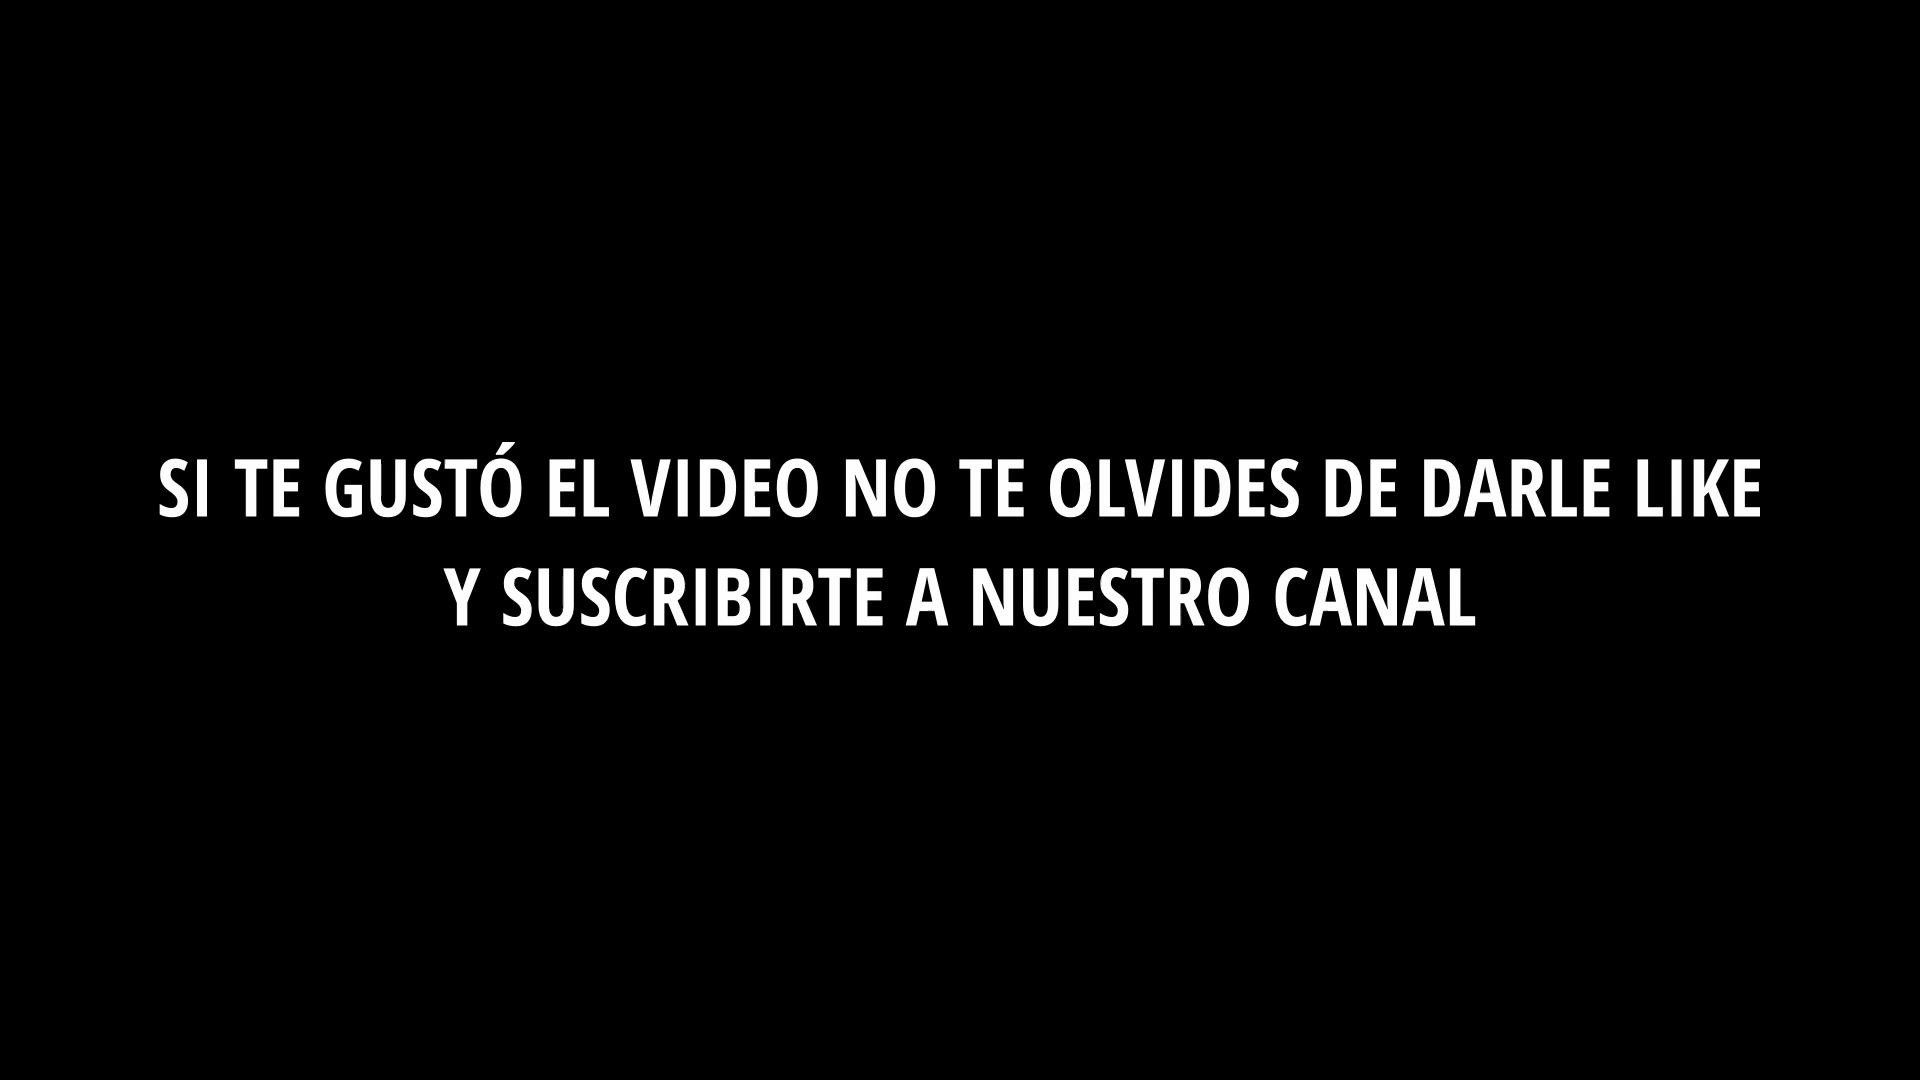 SI TE GUSTÓ EL VIDEO NO TE OLVIDES DE DARLE LIKE
Y SUSCRIBIRTE A NUESTRO CANAL